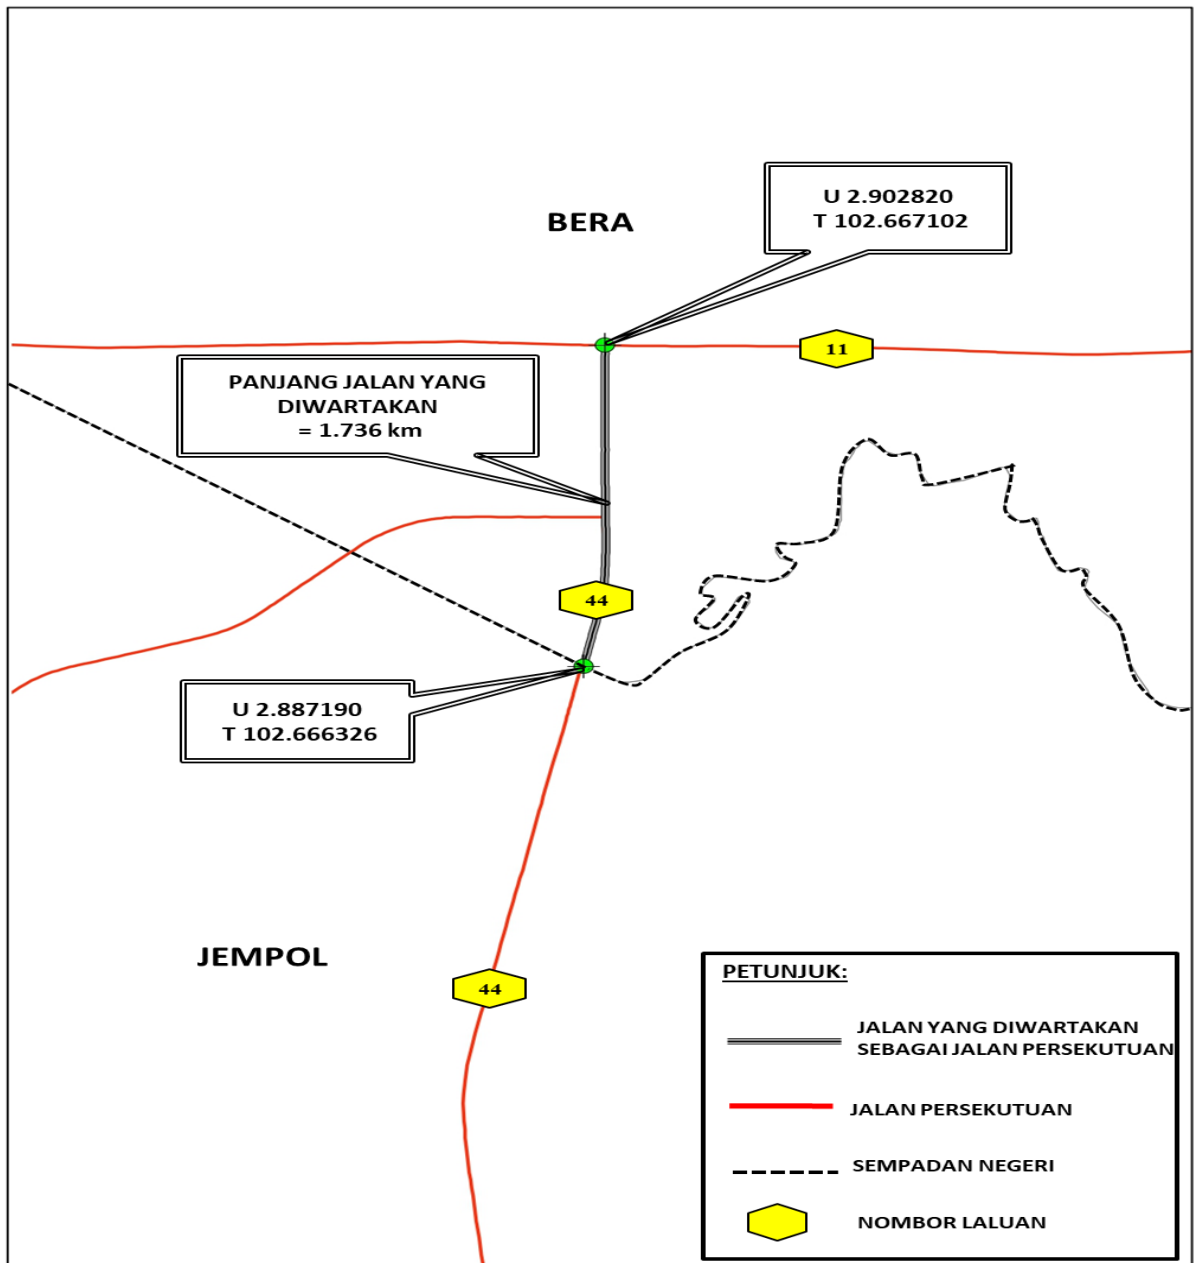 BERA
U 2.902820
T 102.667102
11
PANJANG JALAN YANG
DIWARTAKAN
= 1.736 km
44
U 2.887190
T 102.666326
JEMPOL
44
PETUNJUK:
JALAN YANG DIWARTAKAN
SEBAGAI JALAN PERSEKUTUAN
JALAN PERSEKUTUAN
SEMPADAN NEGERI
NOMBOR LALUAN